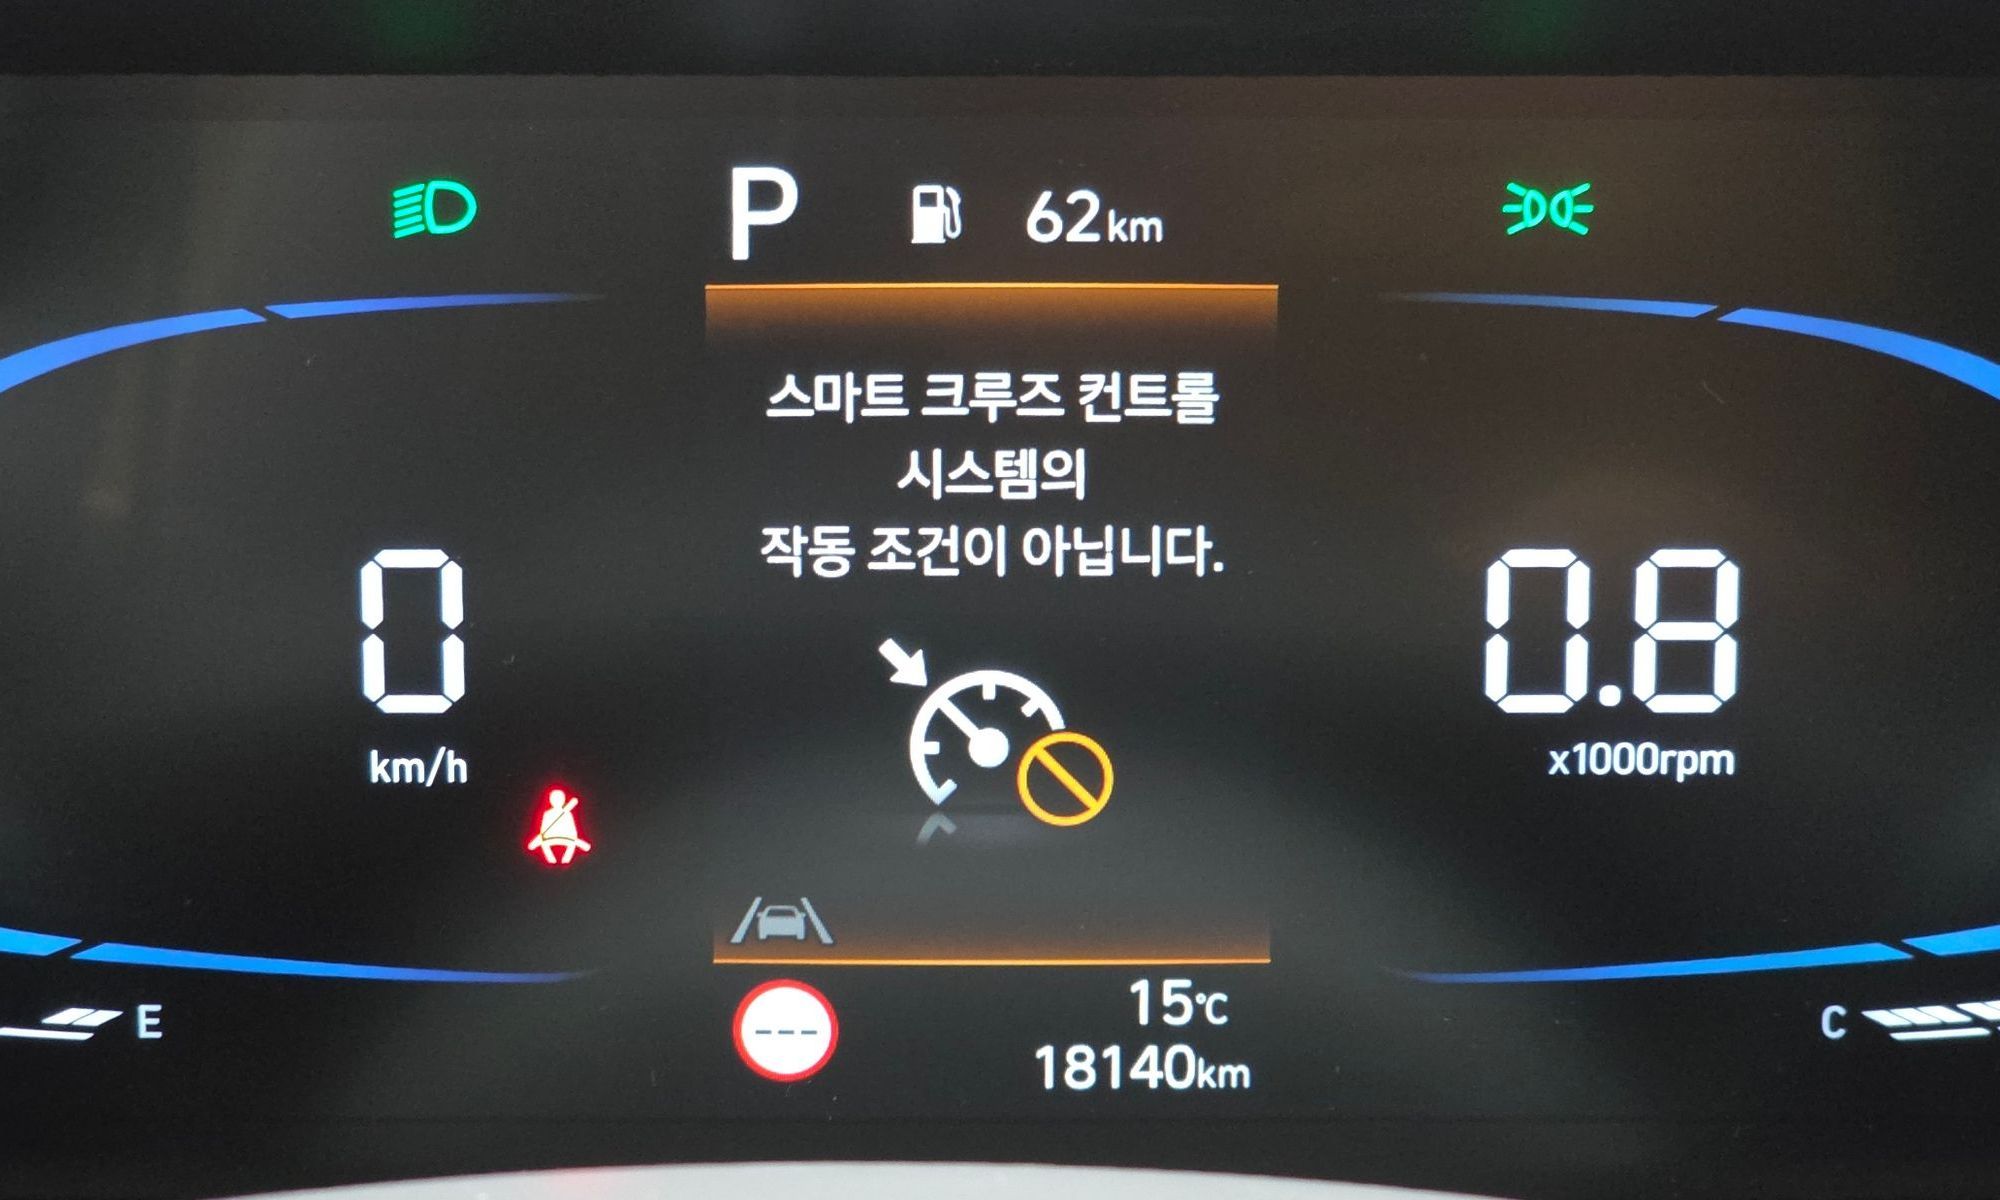 P 62km
스마트 크루즈 컨트롤
시스템의
작동 조건이 아닙니다.
0
km/h
0.8
x1000rpm
E
C
---
15℃
18140km